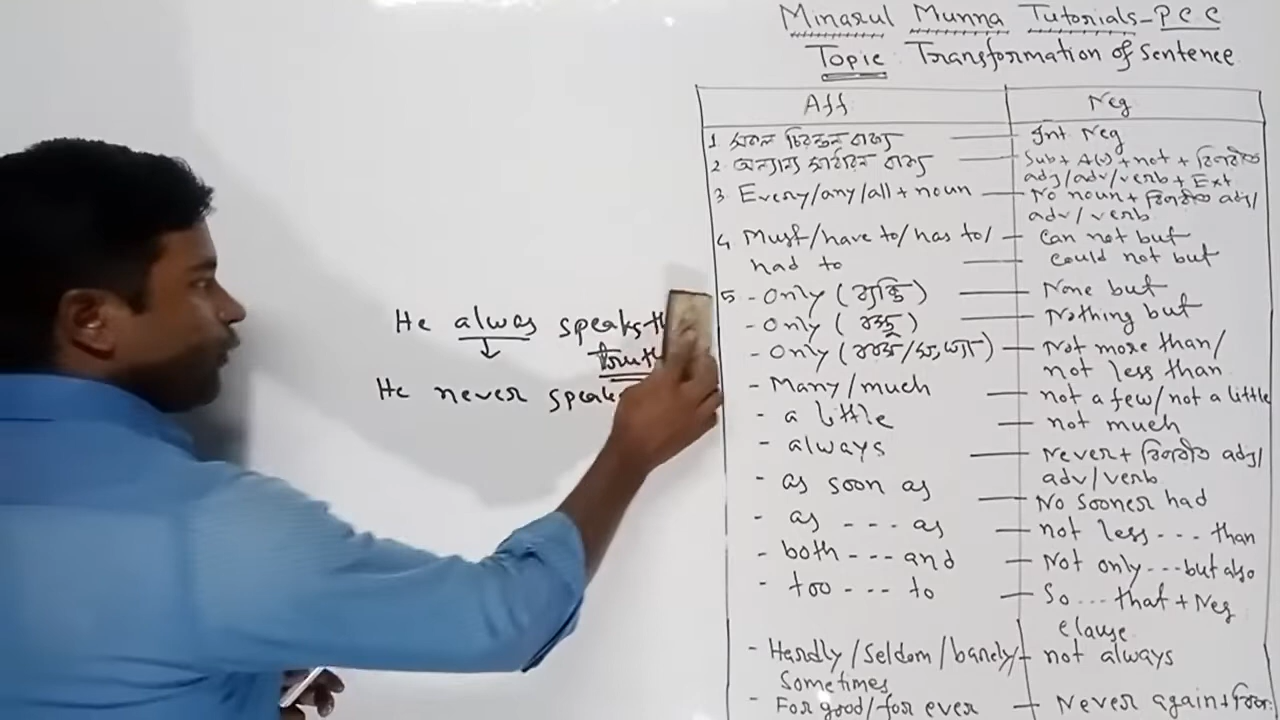 Minarul Munna Tutorials-PCC
Topic Transformation of Sentence
Aff
Neg
1. সকল চিরন্তন বাক্য — Int Neg
2. অন্যান্য বাক্য — Sub + A(v) + not + বিপরীত
adj/adv/verb + Ext
3. Every/any/all + noun — No noun + বিপরীত adj/
adv/verb
4 Must/have to/has to/ — Can not but
had to — Could not but
5 - Only (ব্যক্তি) — None but
- Only (বস্তু) — Nothing but
- Only (বয়স/) — Not more than/
not less than
- Many/much — not a few/not a little
- a little — not much
- always — Never + বিপরীত adj/
adv/verb
- as soon as — No sooner had
- as --- as — not less --- than
- both --- and — Not only --- but also
- too --- to — So ... that + Neg
clause
- Hardly/seldom/barely/ — not always
Sometimes
- For good/for ever — Never again +
He alwas speaks th
truth
He never speak